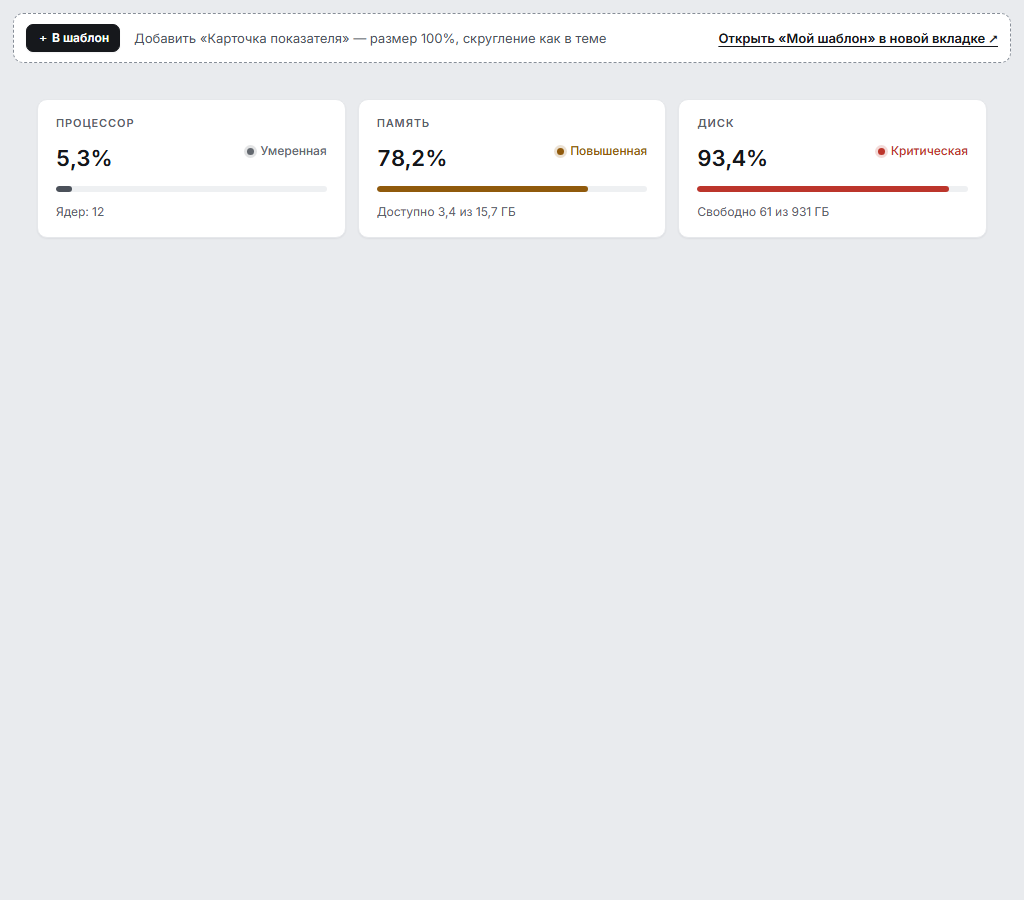 + В шаблон
Добавить «Карточка показателя» — размер 100%, скругление как в теме
Открыть «Мой шаблон» в новой вкладке ↗
ПРОЦЕССОР
5,3%
Умеренная
Ядер: 12
ПАМЯТЬ
78,2%
Повышенная
Доступно 3,4 из 15,7 ГБ
ДИСК
93,4%
Критическая
Свободно 61 из 931 ГБ